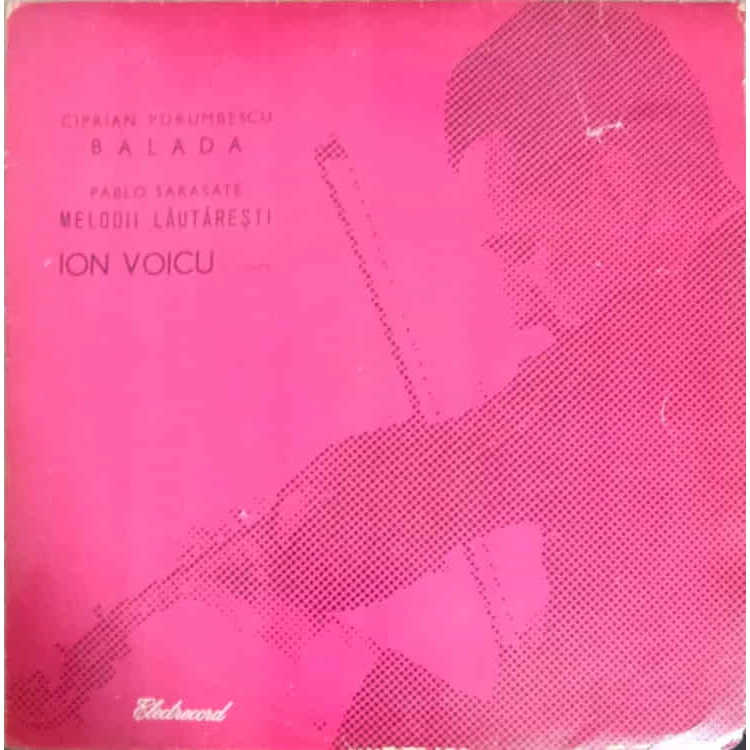 CIPRIAN PORUMBESCU
BALADA
PABLO SARASATE
MELODII LĂUTĂREȘTI
ION VOICU
Electrecord